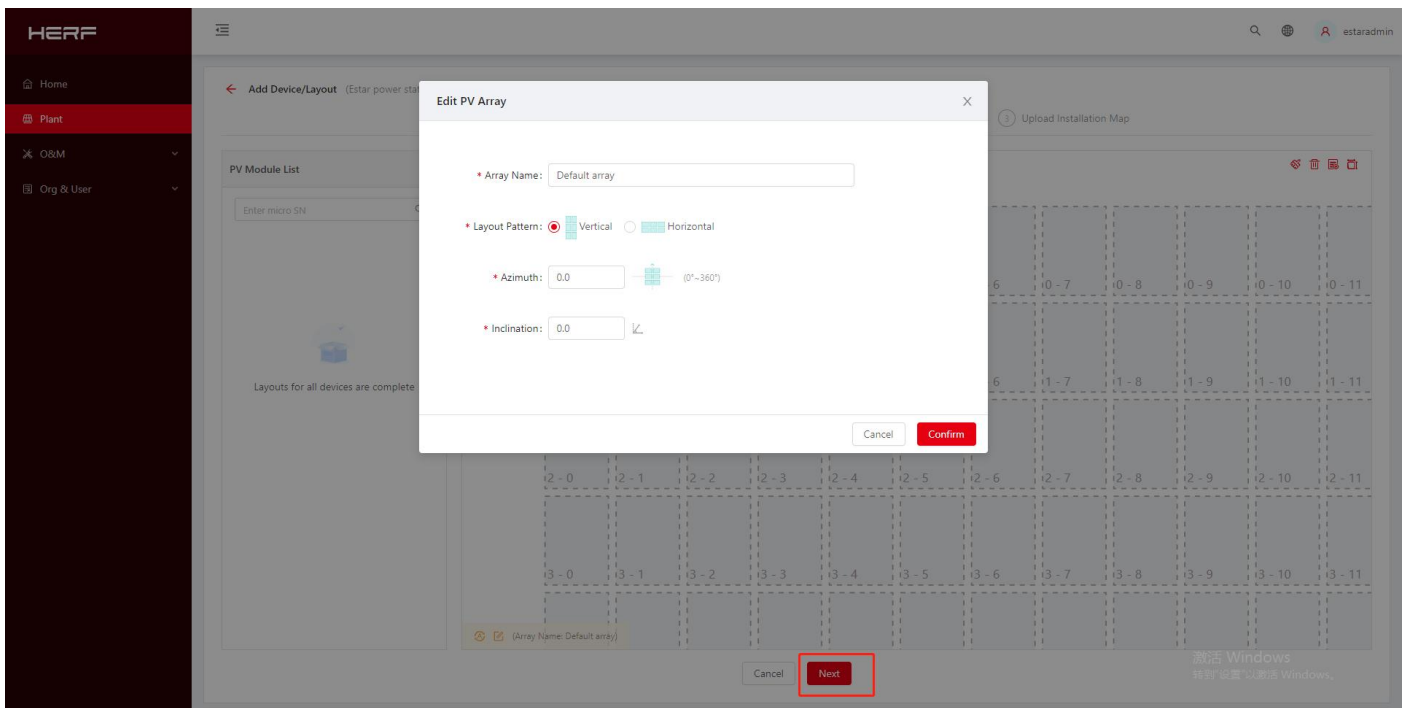 HERF
estaradmin
Home
Plant
O&M
Org & User
Add Device/Layout (Estar power sta
3 Upload Installation Map
PV Module List
Enter micro SN
Layouts for all devices are complete
Edit PV Array
* Array Name: Default array
* Layout Pattern: Vertical Horizontal
* Azimuth: 0.0 (0°~360°)
* Inclination: 0.0
Cancel Confirm
6 0 - 7 0 - 8 0 - 9 0 - 10 0 - 11
6 1 - 7 1 - 8 1 - 9 1 - 10 1 - 11
2 - 0 2 - 1 2 - 2 2 - 3 2 - 4 2 - 5 2 - 6 2 - 7 2 - 8 2 - 9 2 - 10 2 - 11
3 - 0 3 - 1 3 - 2 3 - 3 3 - 4 3 - 5 3 - 6 3 - 7 3 - 8 3 - 9 3 - 10 3 - 11
(Array Name: Default array)
Cancel Next
激活 Windows
转到"设置"以激活 Windows。